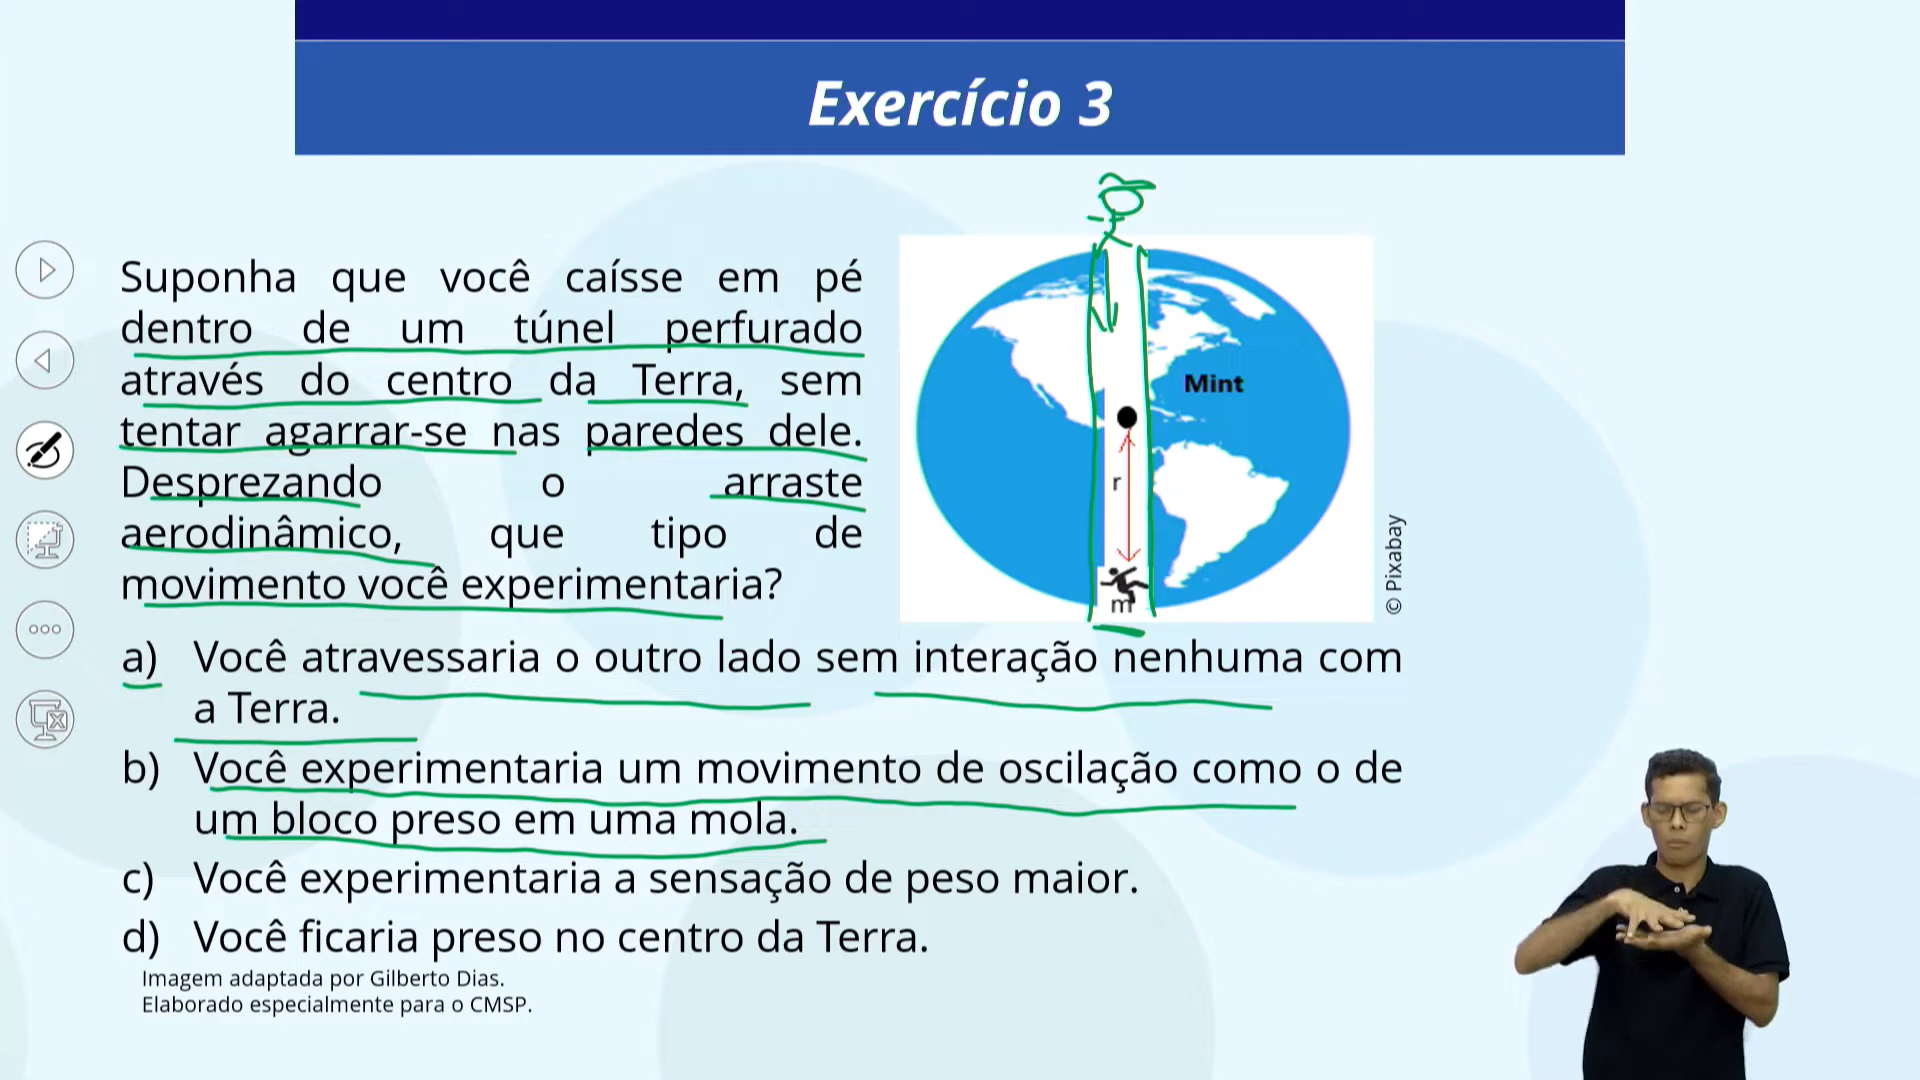 Exercício 3
Suponha que você caísse em pé
dentro de um túnel perfurado
através do centro da Terra, sem
tentar agarrar-se nas paredes dele.
Desprezando o arraste
aerodinâmico, que tipo de
movimento você experimentaria?
Mint
r
m
© Pixabay
a) Você atravessaria o outro lado sem interação nenhuma com
a Terra.
b) Você experimentaria um movimento de oscilação como o de
um bloco preso em uma mola.
c) Você experimentaria a sensação de peso maior.
d) Você ficaria preso no centro da Terra.
Imagem adaptada por Gilberto Dias.
Elaborado especialmente para o CMSP.